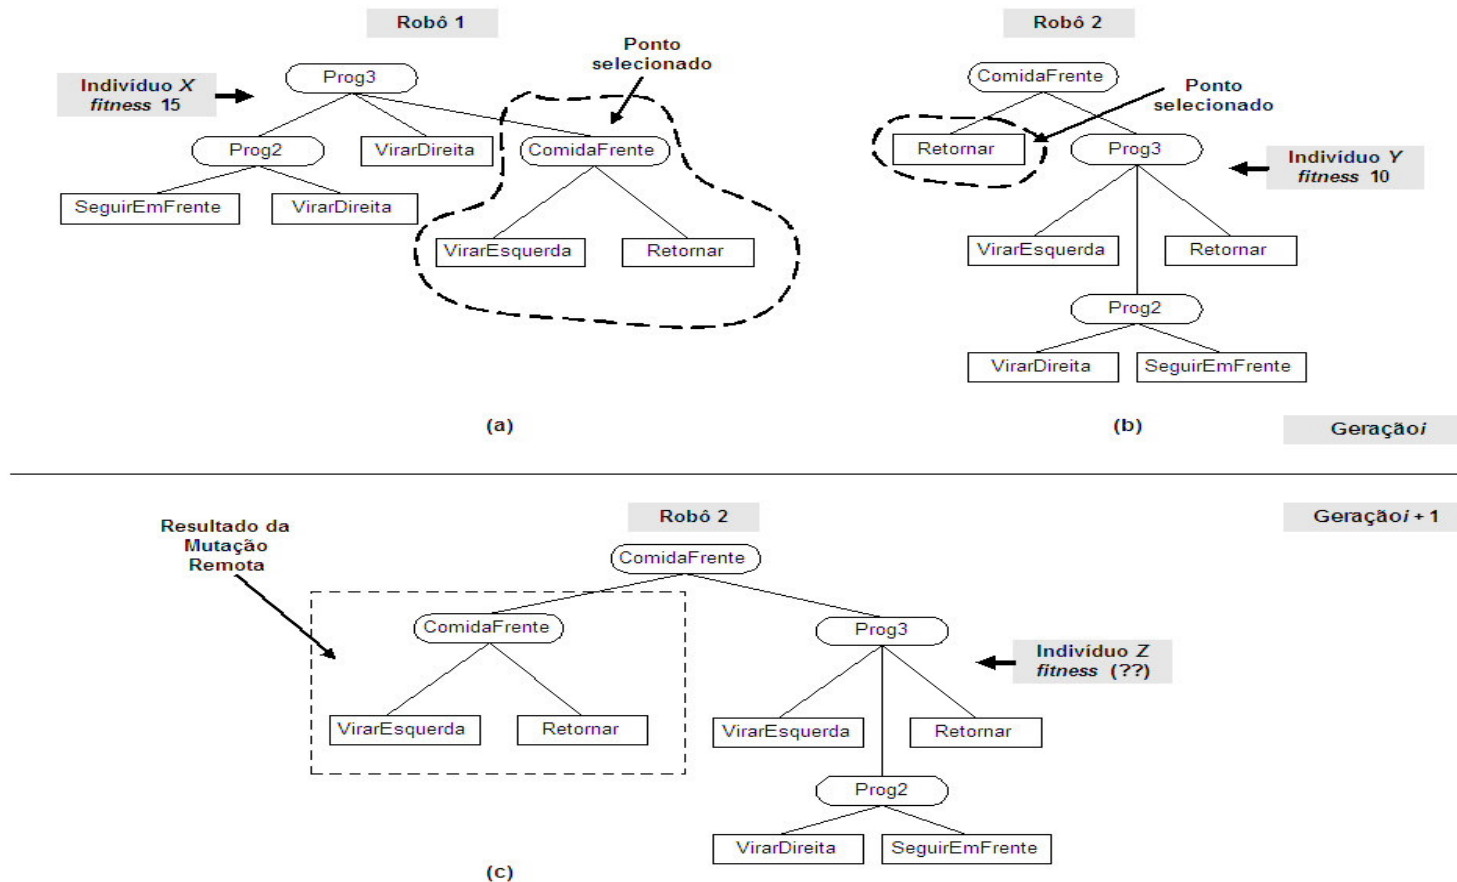 Robô 1
Robô 2
Ponto
selecionado
Indivíduo X
fitness 15
Prog3
Prog2
VirarDireita
ComidaFrente
SeguirEmFrente
VirarDireita
VirarEsquerda
Retornar
(a)
ComidaFrente
Ponto
selecionado
Retornar
Prog3
Indivíduo Y
fitness 10
VirarEsquerda
Retornar
Prog2
VirarDireita
SeguirEmFrente
(b)
Geraçãoi
Resultado da
Mutação
Remota
Robô 2
Geraçãoi + 1
ComidaFrente
ComidaFrente
Prog3
Indivíduo Z
fitness (??)
VirarEsquerda
Retornar
VirarEsquerda
Retornar
Prog2
VirarDireita
SeguirEmFrente
(c)